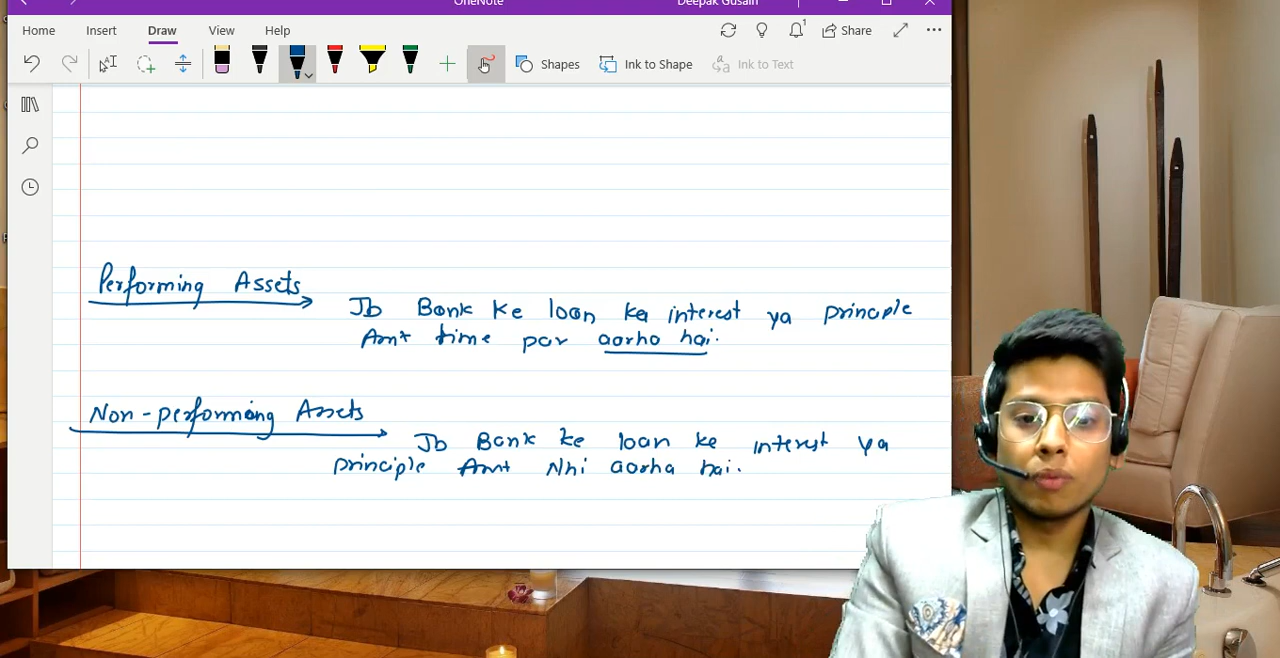 OneNote
Deepak Gusain
Home Insert Draw View Help
1
Share
Shapes Ink to Shape Ink to Text
Performing Assets
Jb Bank Ke loan ka interest ya principle
Amt time par aarha hai.
Non-performing Assets
Jb Bank ke loan ke interest ya
principle Amt Nhi aarha hai.